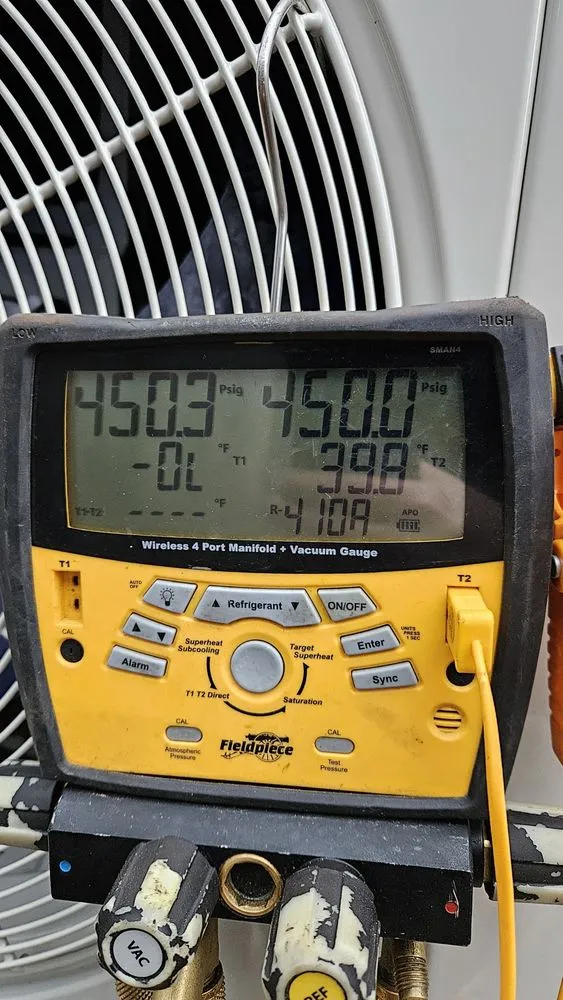 LOW HIGH
SMAN4
450.3 Psig 450.0 Psig
-OL °F T1 39.8 °F T2
T1-T2 ---- °F R-410A APO
Wireless 4 Port Manifold + Vacuum Gauge
T1 T2
AUTO OFF
▲ Refrigerant ▼ ON/OFF
▲ ▼ Enter UNITS PRESS 1 SEC
CAL
Superheat Subcooling Target Superheat
Alarm Sync
T1 T2 Direct Saturation
CAL Fieldpiece CAL
Atmospheric Pressure Test Pressure
VAC REF